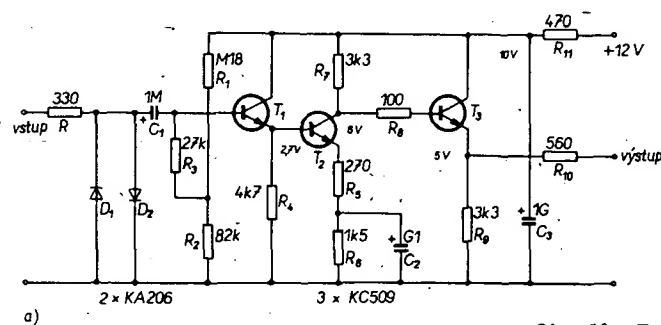 470
R11
+12 V
10V
M18
R1
3k3
R7
330
R
vstup
1M
+
C1
T1
100
R8
T3
6V
2,7V
T2
5V
560
R10
výstup
27k
R3
270
R5
4k7
R4
D1
D2
R2
82k
1k5
R6
+
G1
C2
3k3
R9
+
1G
C3
2 × KA206
3 × KC509
a)